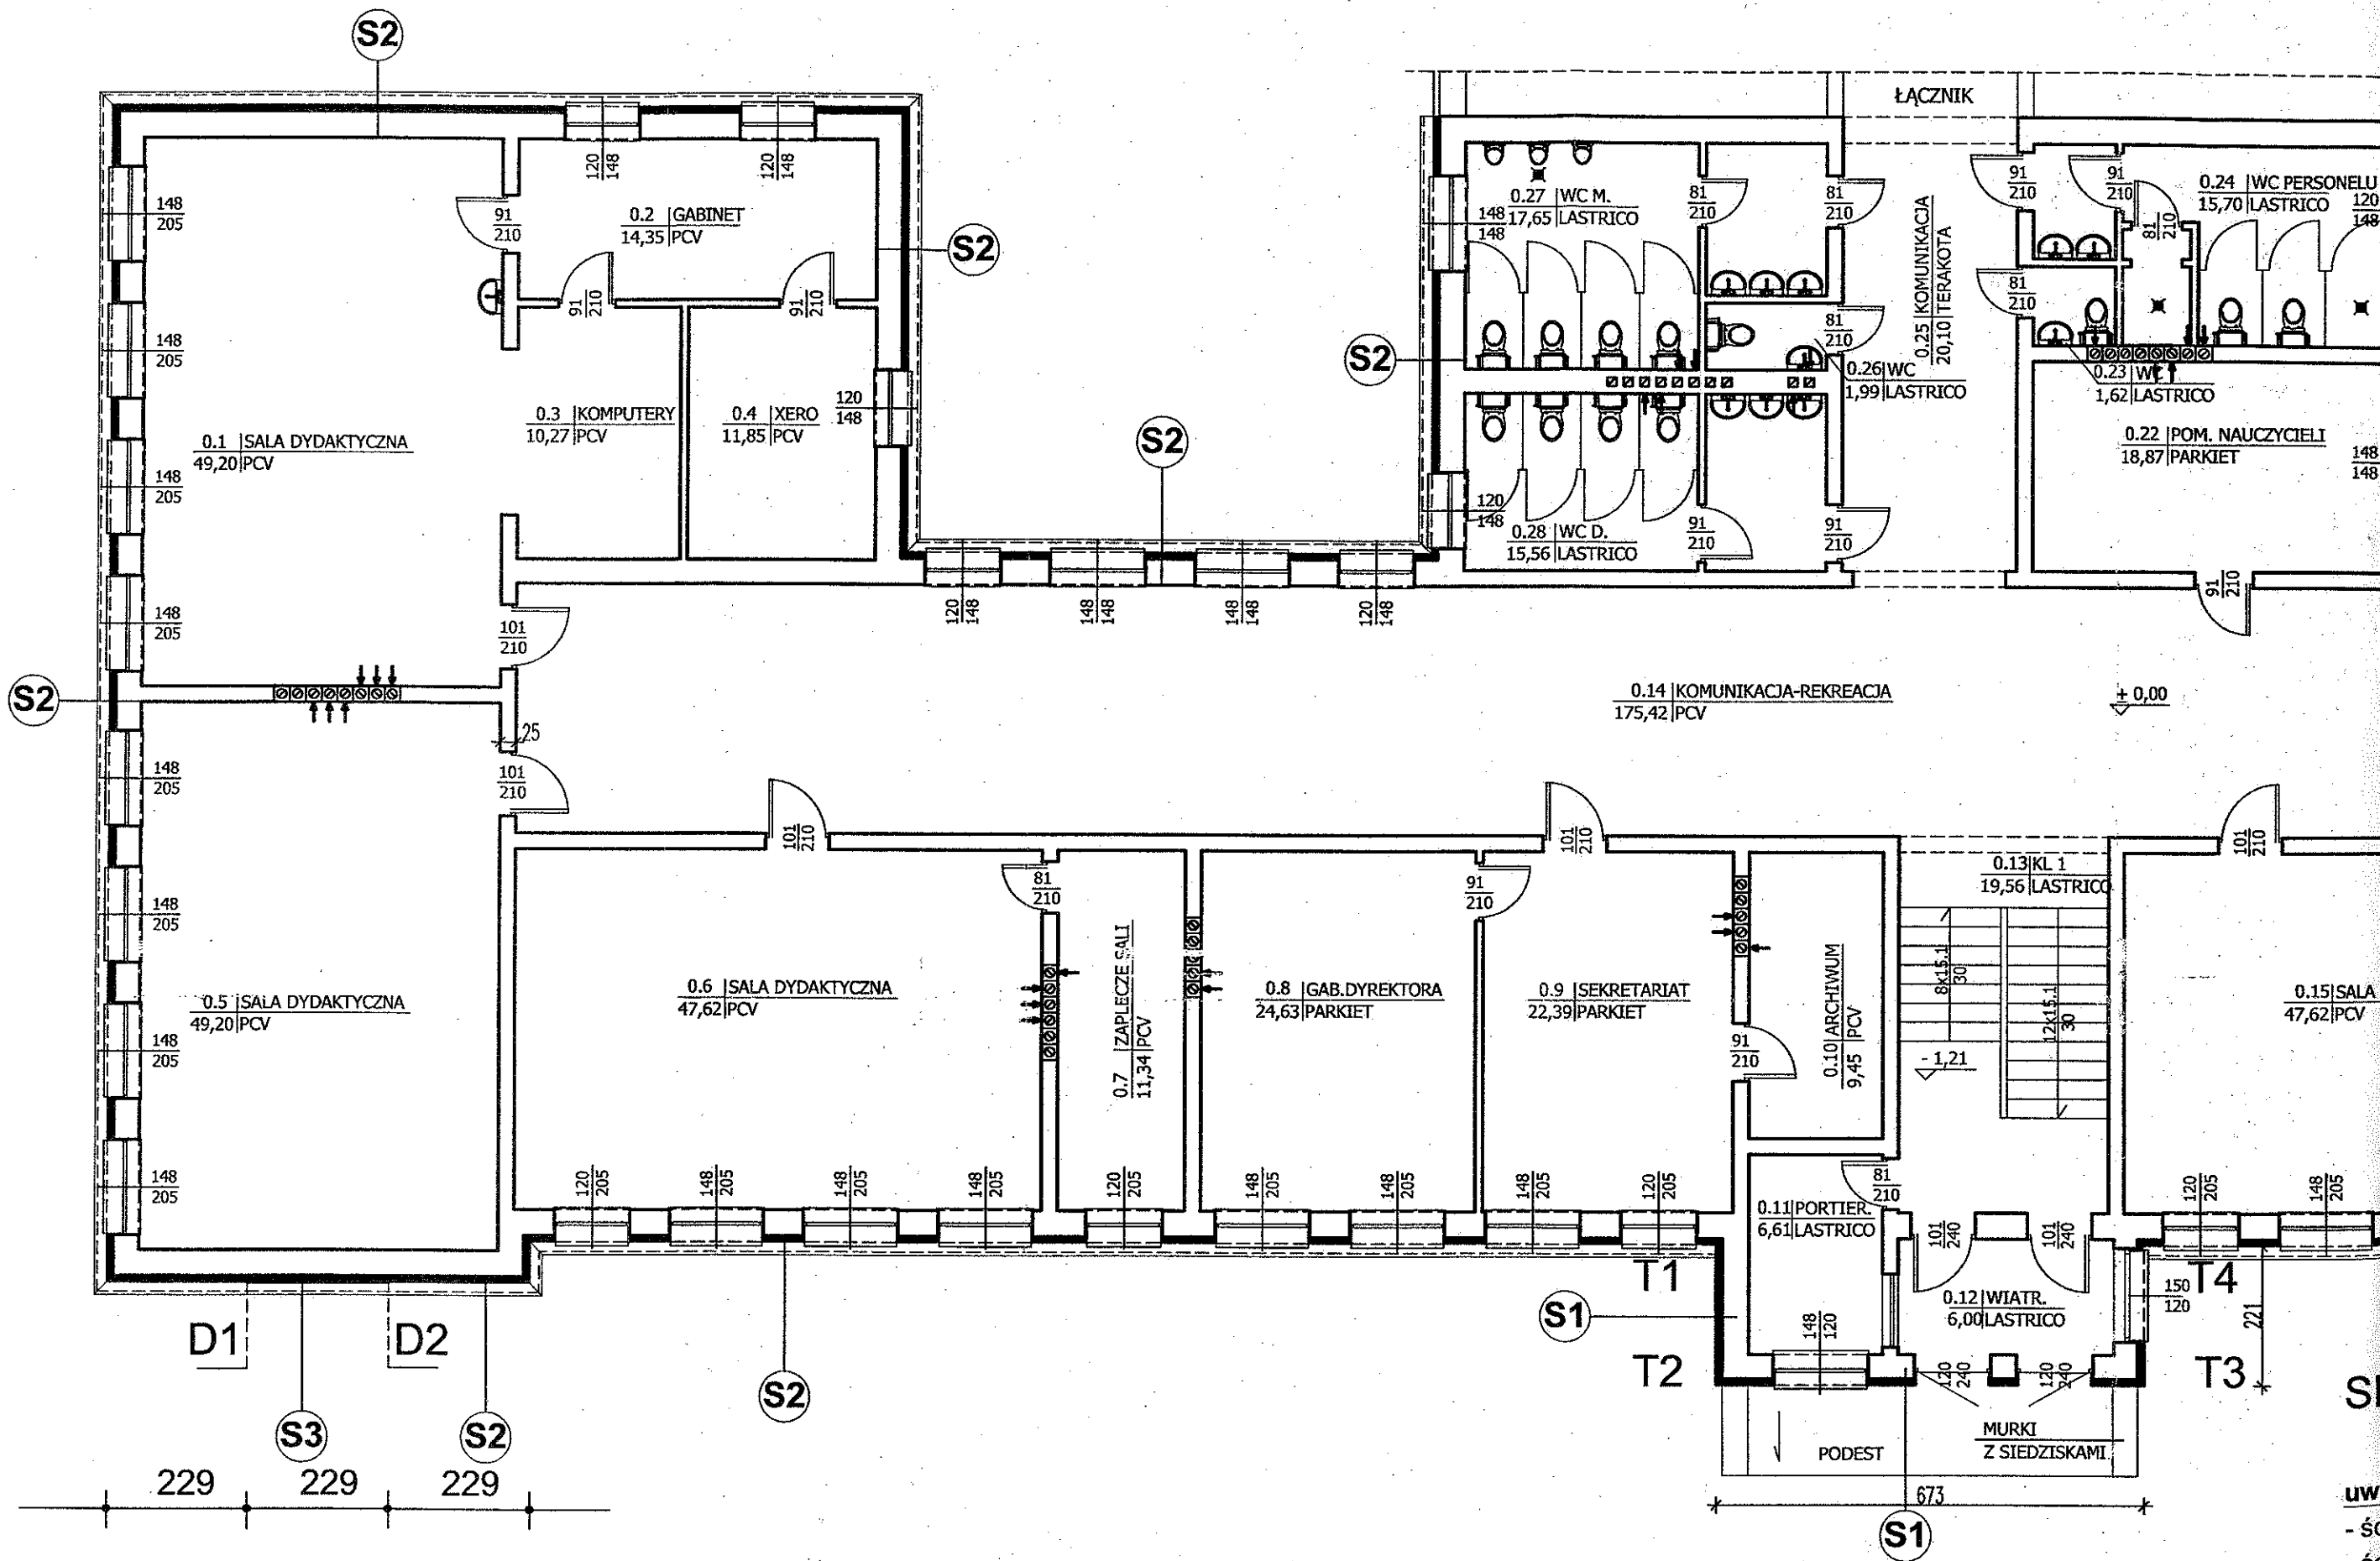 S2
ŁĄCZNIK
120
148
120
148
148
205
91
210
0.2 GABINET
14,35 PCV
S2
91
210
91
210
148
205
148
205
148
205
0.1 SALA DYDAKTYCZNA
49,20 PCV
0.3 KOMPUTERY
10,27 PCV
0.4 XERO
11,85 PCV
120
148
S2
S2
148
148
0.27 WC M.
17,65 LASTRICO
81
210
81
210
0.25 KOMUNIKACJA
20,10 TERAKOTA
91
210
91
210
81
210
0.24 WC PERSONELU
15,70 LASTRICO
120
148
81
210
81
210
0.26 WC
1,99 LASTRICO
0.23 WC
1,62 LASTRICO
0.22 POM. NAUCZYCIELI
18,87 PARKIET
148
148
120
148
0.28 WC D.
15,56 LASTRICO
91
210
91
210
91
210
120
148
148
148
148
148
120
148
101
210
S2
25
101
210
0.14 KOMUNIKACJA-REKREACJA
175,42 PCV
± 0,00
148
205
148
205
148
205
148
205
0.5 SALA DYDAKTYCZNA
49,20 PCV
101
210
0.6 SALA DYDAKTYCZNA
47,62 PCV
81
210
0.7 ZAPLECZE SALI
11,34 PCV
0.8 GAB.DYREKTORA
24,63 PARKIET
91
210
101
210
0.9 SEKRETARIAT
22,39 PARKIET
91
210
0.10 ARCHIWUM
9,45 PCV
0.13 KL 1
19,56 LASTRICO
8x15.1
30
12x15.1
30
- 1,21
101
210
0.15 SALA
47,62 PCV
120
205
148
205
148
205
148
205
120
205
148
205
148
205
148
205
120
205
81
210
0.11 PORTIER.
6,61 LASTRICO
101
240
101
240
120
205
148
205
T1
S1
T2
148
120
0.12 WIATR.
6,00 LASTRICO
150
120
T4
221
T3
120
240
120
240
D1
D2
S3
S2
S2
MURKI
Z SIEDZISKAMI
PODEST
229
229
229
673
S1
uw